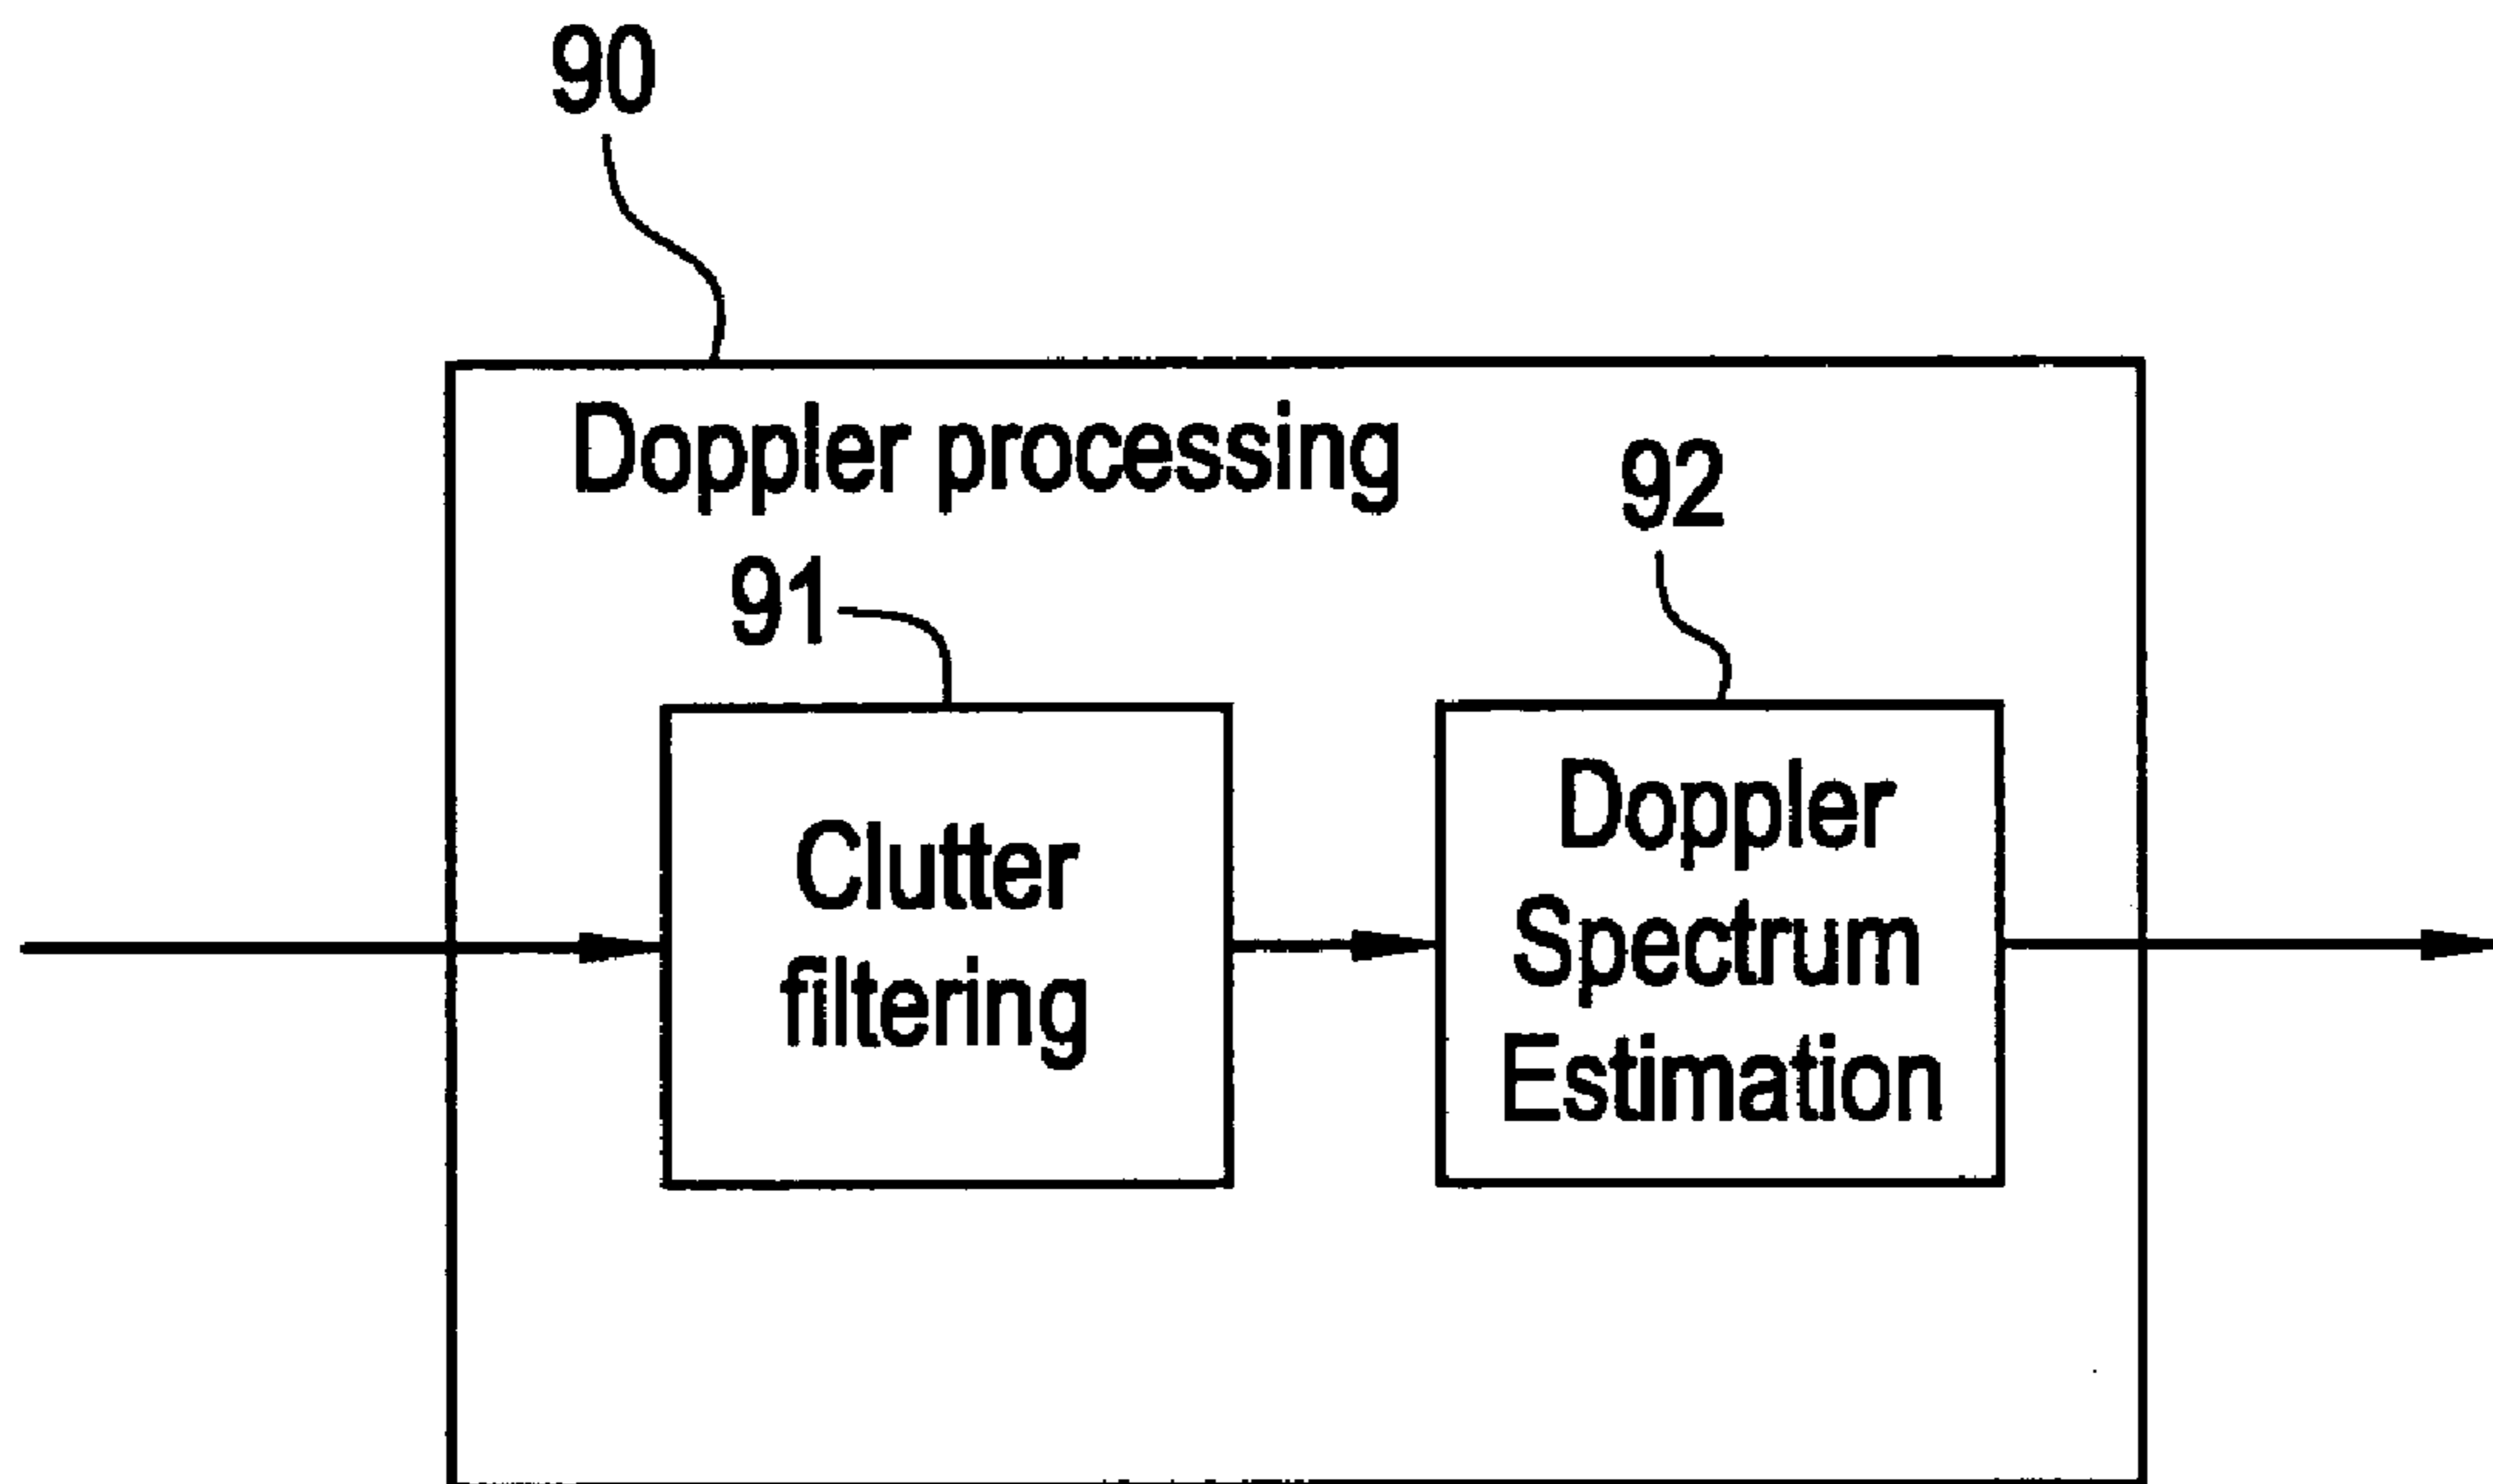 90
Doppler processing
92
91
Clutter
filtering
Doppler
Spectrum
Estimation